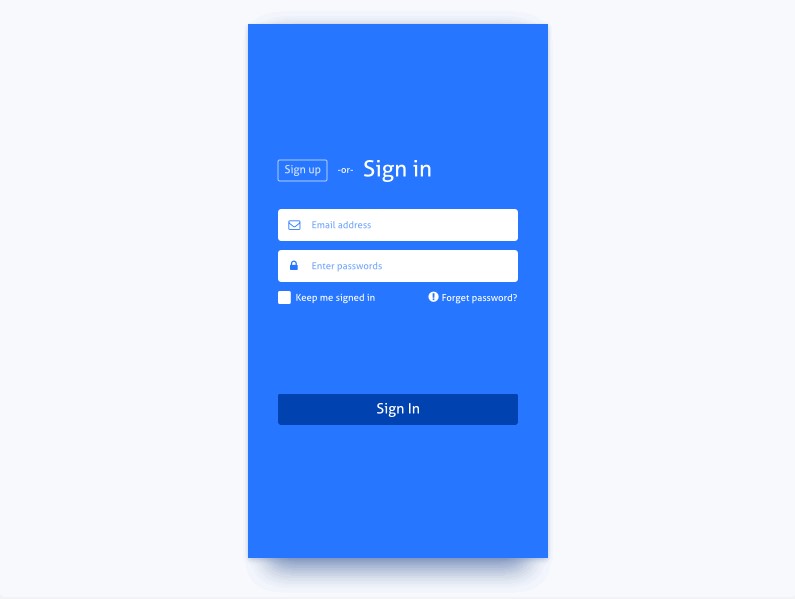 Sign up -or- Sign in
Email address
Enter passwords
Keep me signed in Forget password?
Sign In